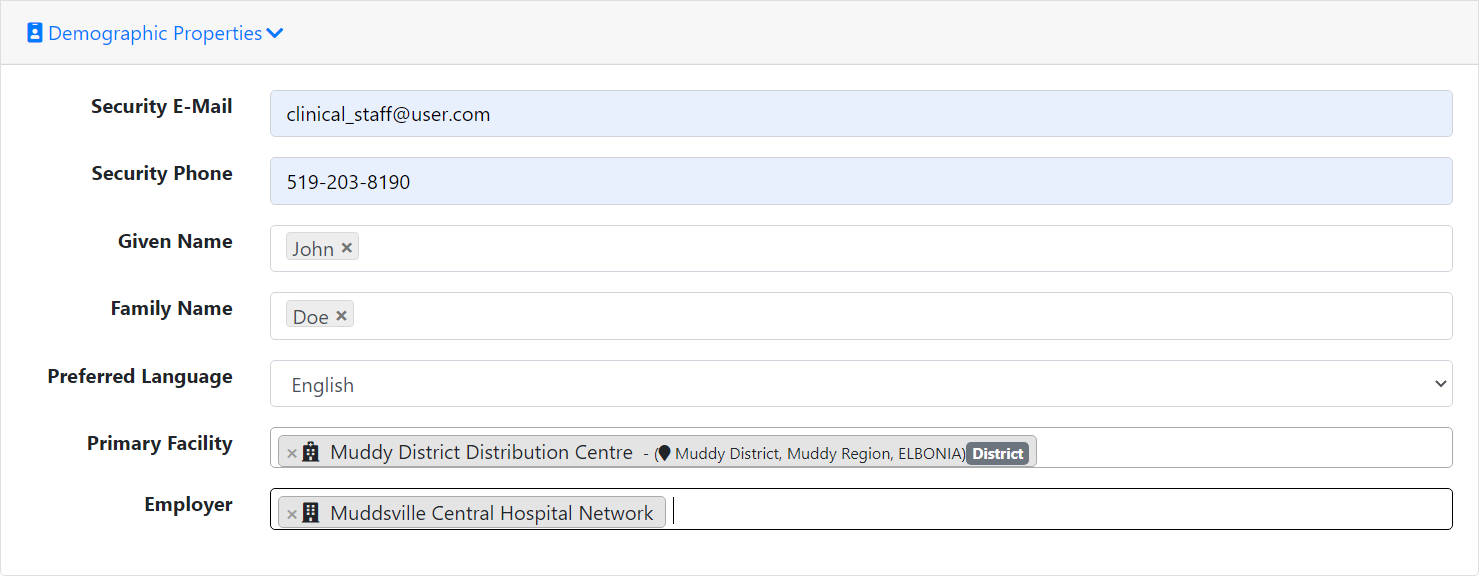 Demographic Properties
Security E-Mail clinical_staff@user.com
Security Phone 519-203-8190
Given Name John ×
Family Name Doe ×
Preferred Language English
Primary Facility × Muddy District Distribution Centre - (Muddy District, Muddy Region, ELBONIA) District
Employer × Muddsville Central Hospital Network